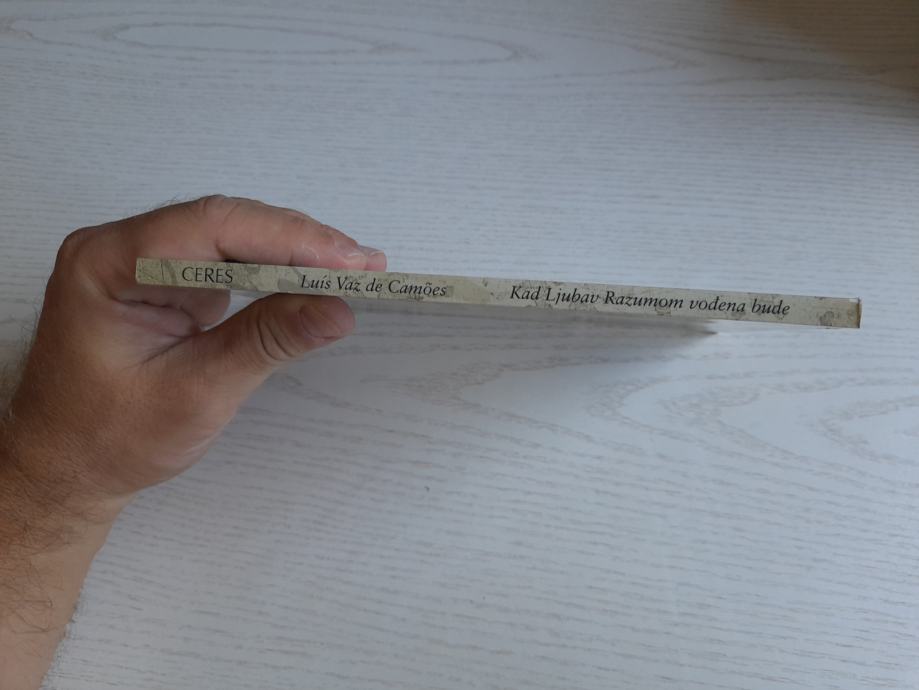 CERES Luís Vaz de Camões Kad Ljubav Razumom vođena bude